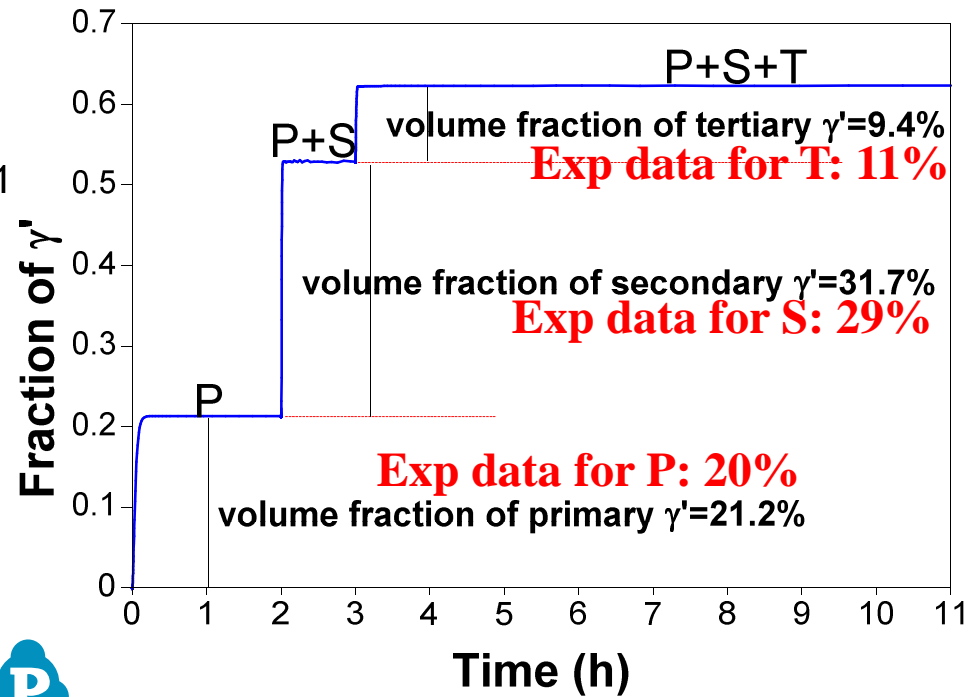 0.7
P+S+T
0.6
volume fraction of tertiary γ'=9.4%
P+S
Exp data for T: 11%
1
0.5
Fraction of γ'
0.4
volume fraction of secondary γ'=31.7%
Exp data for S: 29%
0.3
P
0.2
Exp data for P: 20%
volume fraction of primary γ'=21.2%
0.1
0
0 1 2 3 4 5 6 7 8 9 10 11
Time (h)
P